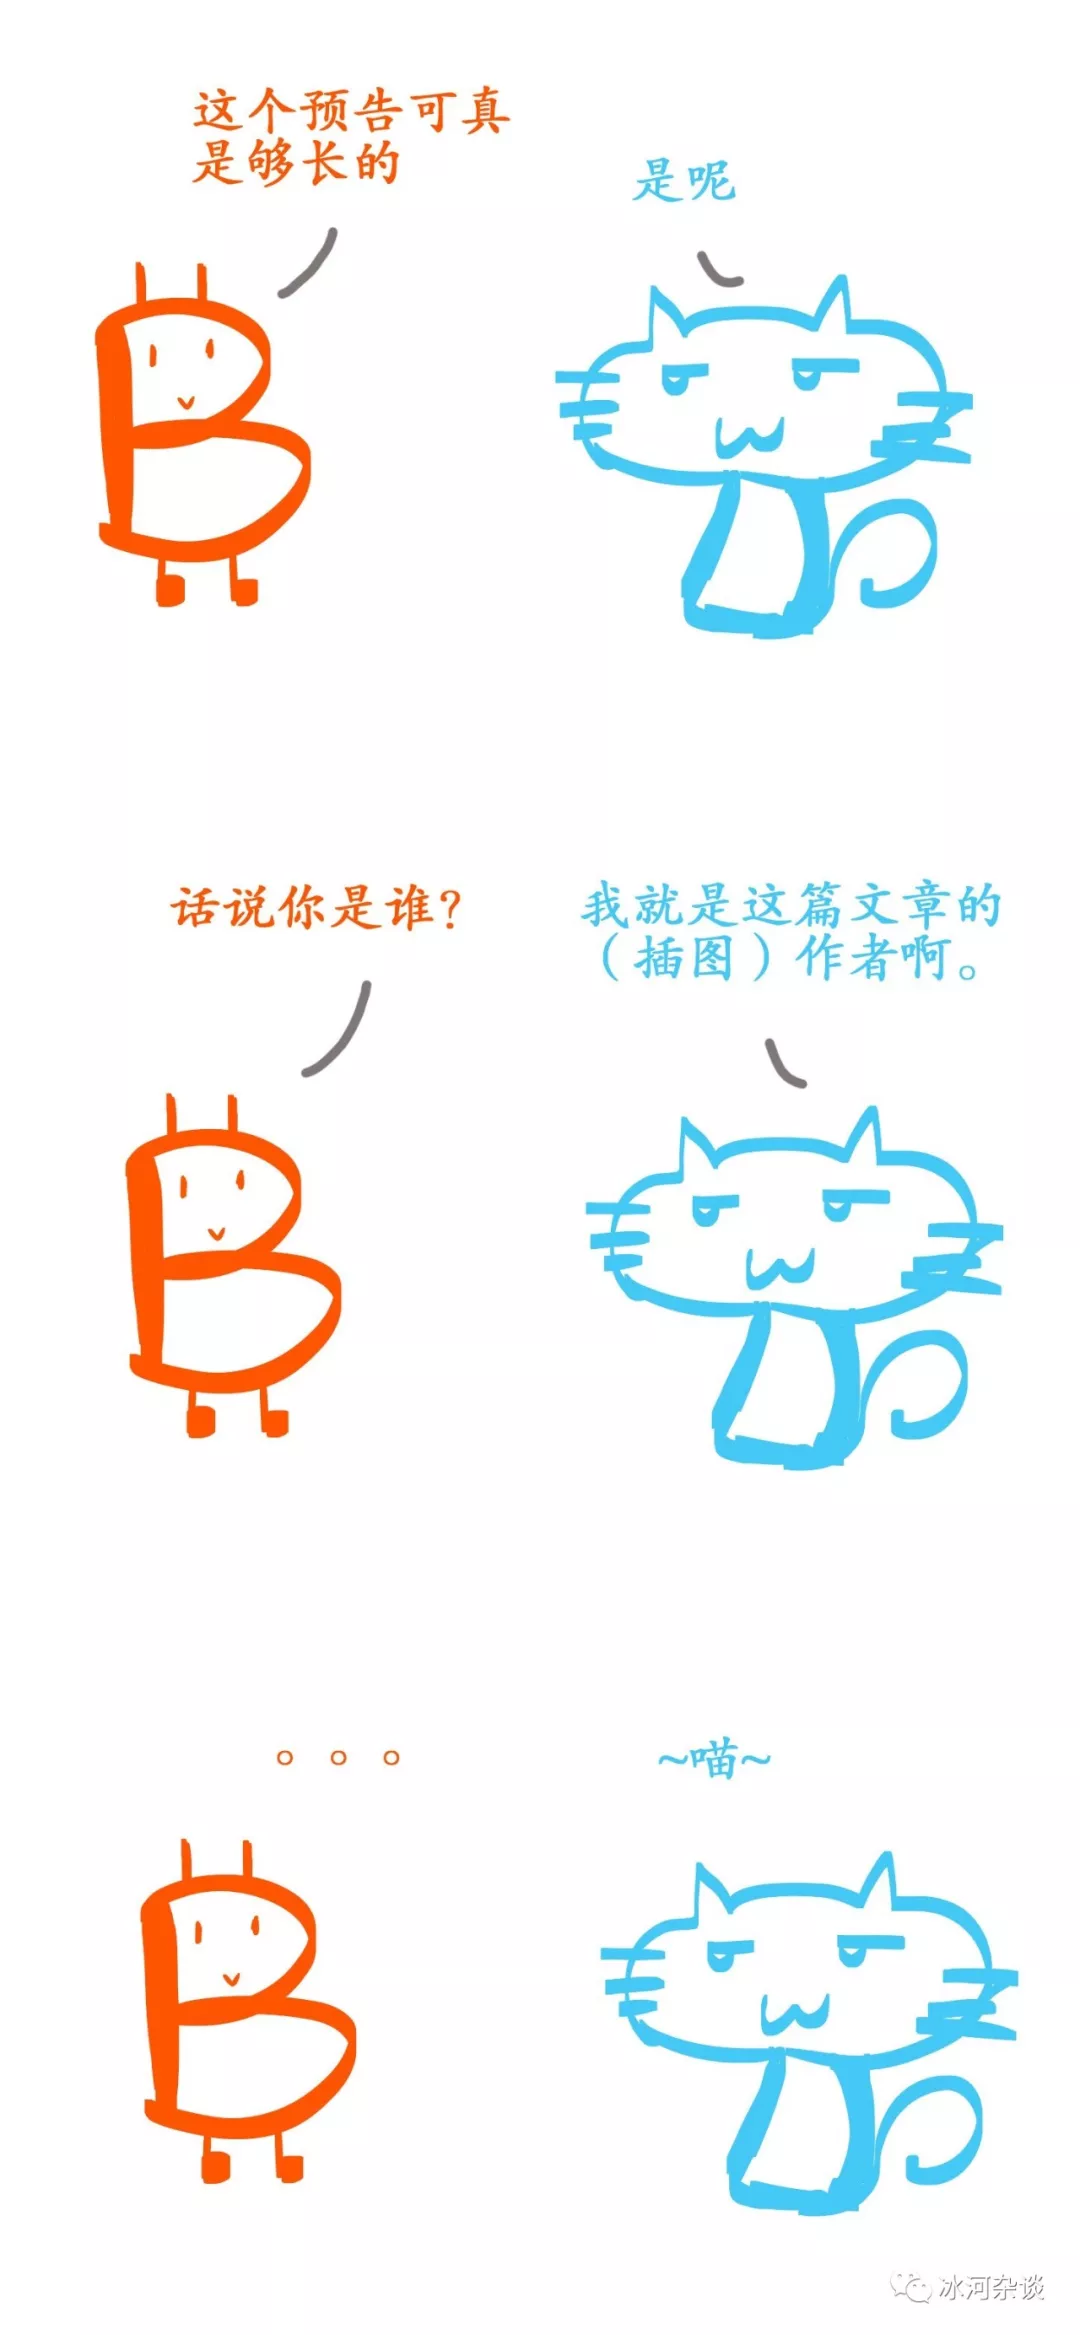 这个预告可真
是够长的
是呢
话说你是谁?
我就是这篇文章的
（插图）作者啊。
。。。
~喵~
冰河杂谈